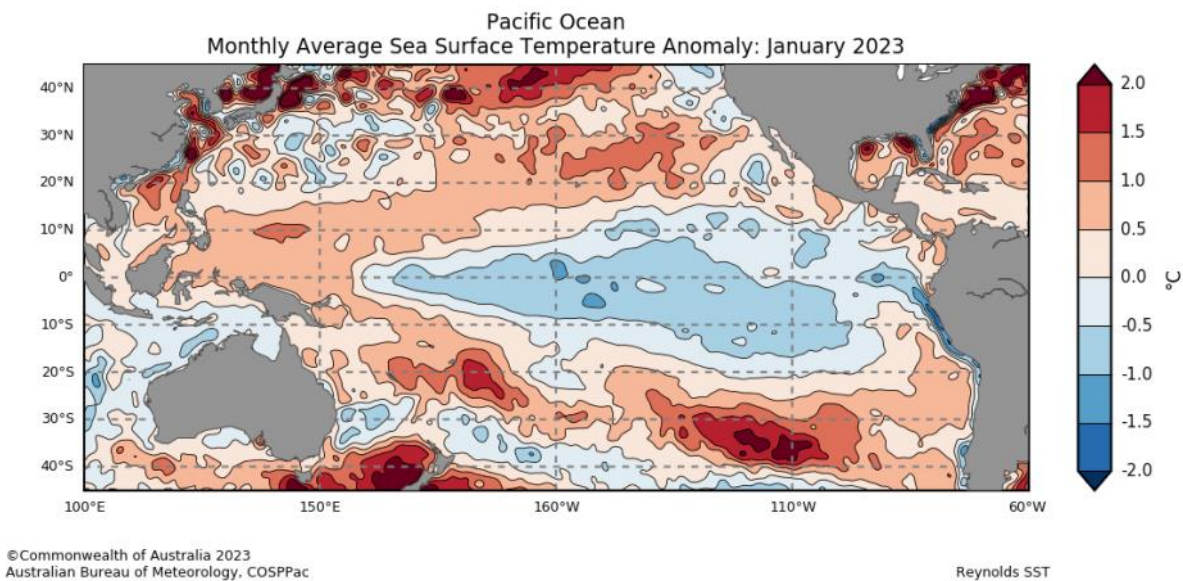 Pacific Ocean
Monthly Average Sea Surface Temperature Anomaly: January 2023
40°N
30°N
20°N
10°N
0°
10°S
20°S
30°S
40°S
100°E
150°E
160°W
110°W
60°W
2.0
1.5
1.0
0.5
0.0
-0.5
-1.0
-1.5
-2.0
°C
©Commonwealth of Australia 2023
Australian Bureau of Meteorology, COSPPac
Reynolds SST